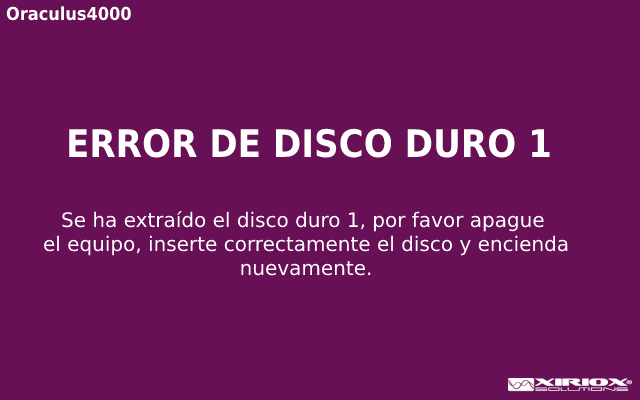 Oraculus4000
ERROR DE DISCO DURO 1
Se ha extraído el disco duro 1, por favor apague
el equipo, inserte correctamente el disco y encienda
nuevamente.
XIRIOX®
SOLUTIONS